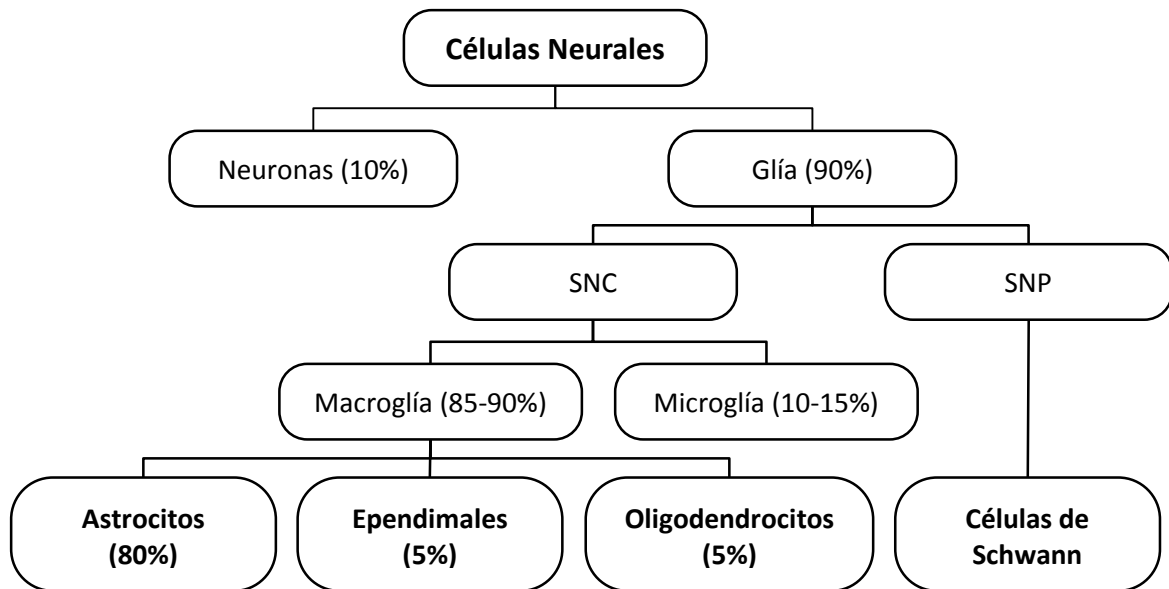 Células Neurales
Neuronas (10%)
Glía (90%)
SNC
SNP
Macroglía (85-90%)
Microglía (10-15%)
Astrocitos
(80%)
Ependimales
(5%)
Oligodendrocitos
(5%)
Células de
Schwann